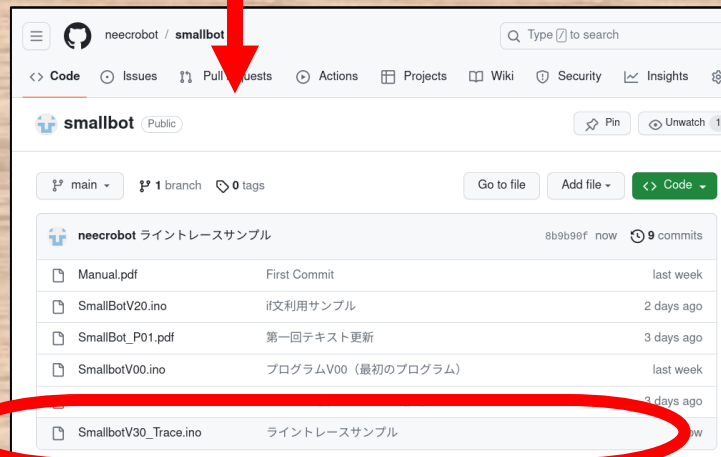 neecrobot / smallbot
Type / to search
<> Code Issues Pull requests Actions Projects Wiki Security Insights
smallbot Public Pin Unwatch 1
main 1 branch 0 tags Go to file Add file <> Code
neecrobot ライントレースサンプル 8b9b90f now 9 commits
Manual.pdf First Commit last week
SmallBotV20.ino if文利用サンプル 2 days ago
SmallBot_P01.pdf 第一回テキスト更新 3 days ago
SmallbotV00.ino プログラムV00（最初のプログラム） last week
3 days ago
SmallbotV30_Trace.ino ライントレースサンプル